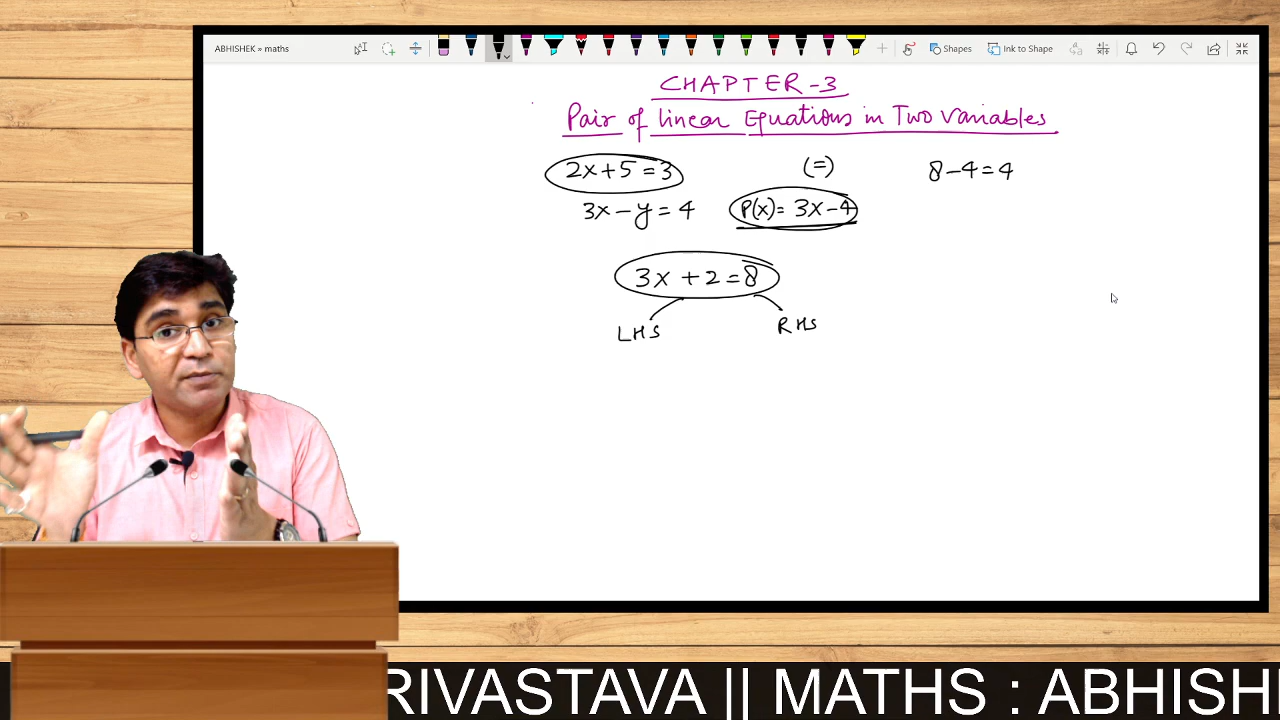 ABHISHEK » maths
Shapes
Ink to Shape
CHAPTER-3
Pair of linear Equations in Two variables
2x+5=3 (=) 8-4=4
3x-y=4 P(x)=3x-4
3x+2=8
LHS RHS
RIVASTAVA || MATHS : ABHISH